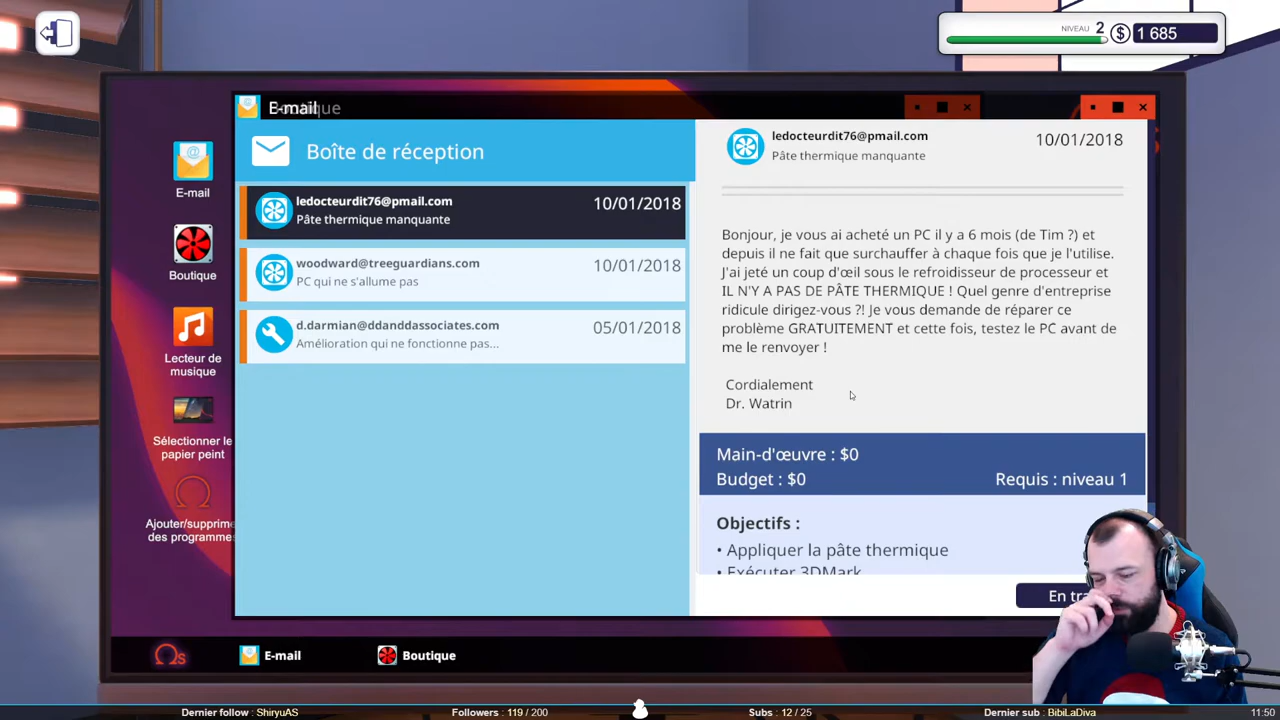 NIVEAU 2
$ 1 685
E-mail
Boîte de réception
ledocteurdit76@pmail.com
10/01/2018
Pâte thermique manquante
woodward@treeguardians.com
10/01/2018
PC qui ne s'allume pas
d.darmian@ddanddassociates.com
05/01/2018
Amélioration qui ne fonctionne pas...
ledocteurdit76@pmail.com
10/01/2018
Pâte thermique manquante
Bonjour, je vous ai acheté un PC il y a 6 mois (de Tim ?) et
depuis il ne fait que surchauffer à chaque fois que je l'utilise.
J'ai jeté un coup d'œil sous le refroidisseur de processeur et
IL N'Y A PAS DE PÂTE THERMIQUE ! Quel genre d'entreprise
ridicule dirigez-vous ?! Je vous demande de réparer ce
problème GRATUITEMENT et cette fois, testez le PC avant de
me le renvoyer !
Cordialement
Dr. Watrin
Main-d'œuvre : $0
Budget : $0
Requis : niveau 1
Objectifs :
• Appliquer la pâte thermique
• Exécuter 3DMark
En tra
E-mail
Boutique
Lecteur de
musique
Sélectionner le
papier peint
Ajouter/supprime
des programme
E-mail
Boutique
Dernier follow : ShiryuAS
Followers : 119 / 200
Subs : 12 / 25
Dernier sub : BibiLaDiva
11:50